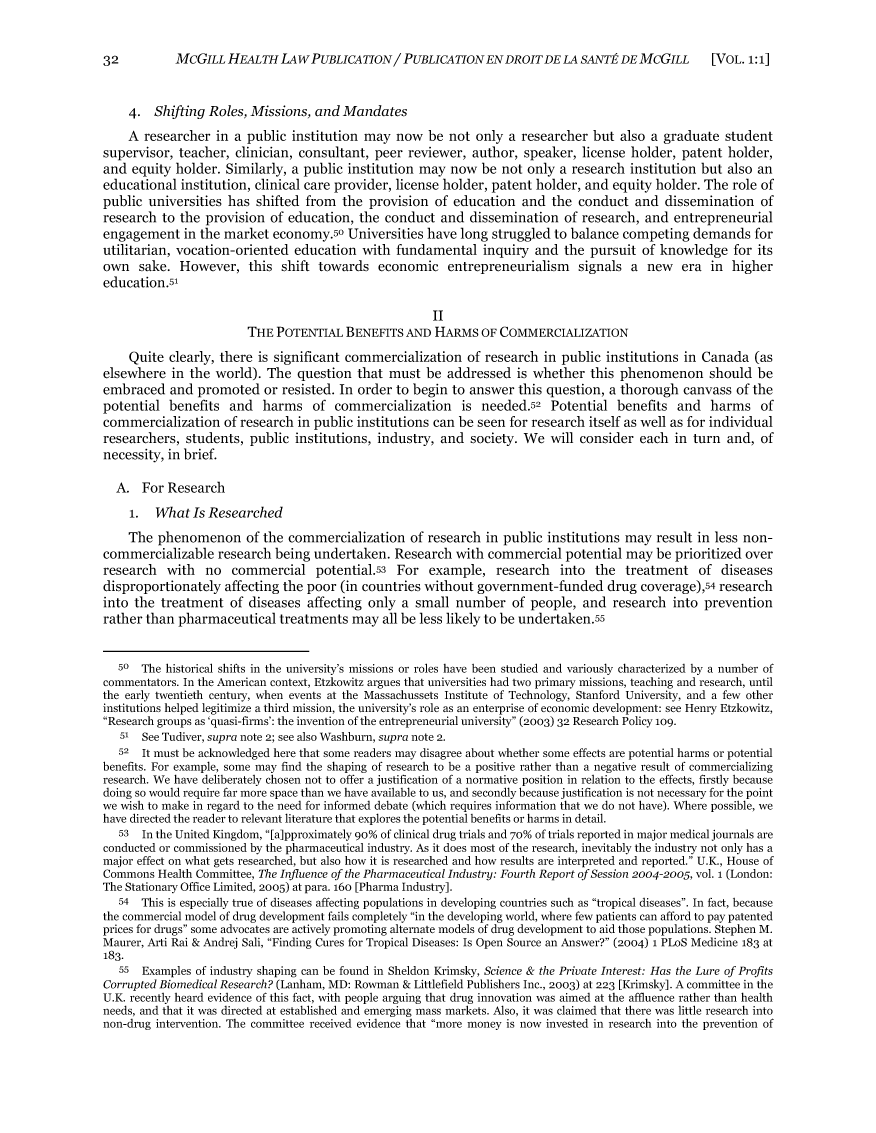 32 MCGILL HEALTH LAW PUBLICATION / PUBLICATION EN DROIT DE LA SANTÉ DE MCGILL [VOL. 1:1]
4. Shifting Roles, Missions, and Mandates
A researcher in a public institution may now be not only a researcher but also a graduate student
supervisor, teacher, clinician, consultant, peer reviewer, author, speaker, license holder, patent holder,
and equity holder. Similarly, a public institution may now be not only a research institution but also an
educational institution, clinical care provider, license holder, patent holder, and equity holder. The role of
public universities has shifted from the provision of education and the conduct and dissemination of
research to the provision of education, the conduct and dissemination of research, and entrepreneurial
engagement in the market economy.50 Universities have long struggled to balance competing demands for
utilitarian, vocation-oriented education with fundamental inquiry and the pursuit of knowledge for its
own sake. However, this shift towards economic entrepreneurialism signals a new era in higher
education.51
II
THE POTENTIAL BENEFITS AND HARMS OF COMMERCIALIZATION
Quite clearly, there is significant commercialization of research in public institutions in Canada (as
elsewhere in the world). The question that must be addressed is whether this phenomenon should be
embraced and promoted or resisted. In order to begin to answer this question, a thorough canvass of the
potential benefits and harms of commercialization is needed.52 Potential benefits and harms of
commercialization of research in public institutions can be seen for research itself as well as for individual
researchers, students, public institutions, industry, and society. We will consider each in turn and, of
necessity, in brief.
A. For Research
1. What Is Researched
The phenomenon of the commercialization of research in public institutions may result in less non-
commercializable research being undertaken. Research with commercial potential may be prioritized over
research with no commercial potential.53 For example, research into the treatment of diseases
disproportionately affecting the poor (in countries without government-funded drug coverage),54 research
into the treatment of diseases affecting only a small number of people, and research into prevention
rather than pharmaceutical treatments may all be less likely to be undertaken.55
50 The historical shifts in the university's missions or roles have been studied and variously characterized by a number of
commentators. In the American context, Etzkowitz argues that universities had two primary missions, teaching and research, until
the early twentieth century, when events at the Massachussets Institute of Technology, Stanford University, and a few other
institutions helped legitimize a third mission, the university's role as an enterprise of economic development: see Henry Etzkowitz,
"Research groups as 'quasi-firms': the invention of the entrepreneurial university" (2003) 32 Research Policy 109.
51 See Tudiver, supra note 2; see also Washburn, supra note 2.
52 It must be acknowledged here that some readers may disagree about whether some effects are potential harms or potential
benefits. For example, some may find the shaping of research to be a positive rather than a negative result of commercializing
research. We have deliberately chosen not to offer a justification of a normative position in relation to the effects, firstly because
doing so would require far more space than we have available to us, and secondly because justification is not necessary for the point
we wish to make in regard to the need for informed debate (which requires information that we do not have). Where possible, we
have directed the reader to relevant literature that explores the potential benefits or harms in detail.
53 In the United Kingdom, "[a]pproximately 90% of clinical drug trials and 70% of trials reported in major medical journals are
conducted or commissioned by the pharmaceutical industry. As it does most of the research, inevitably the industry not only has a
major effect on what gets researched, but also how it is researched and how results are interpreted and reported." U.K., House of
Commons Health Committee, The Influence of the Pharmaceutical Industry: Fourth Report of Session 2004-2005, vol. 1 (London:
The Stationary Office Limited, 2005) at para. 160 [Pharma Industry].
54 This is especially true of diseases affecting populations in developing countries such as "tropical diseases". In fact, because
the commercial model of drug development fails completely "in the developing world, where few patients can afford to pay patented
prices for drugs" some advocates are actively promoting alternate models of drug development to aid those populations. Stephen M.
Maurer, Arti Rai & Andrej Sali, "Finding Cures for Tropical Diseases: Is Open Source an Answer?" (2004) 1 PLoS Medicine 183 at
183.
55 Examples of industry shaping can be found in Sheldon Krimsky, Science & the Private Interest: Has the Lure of Profits
Corrupted Biomedical Research? (Lanham, MD: Rowman & Littlefield Publishers Inc., 2003) at 223 [Krimsky]. A committee in the
U.K. recently heard evidence of this fact, with people arguing that drug innovation was aimed at the affluence rather than health
needs, and that it was directed at established and emerging mass markets. Also, it was claimed that there was little research into
non-drug intervention. The committee received evidence that "more money is now invested in research into the prevention of